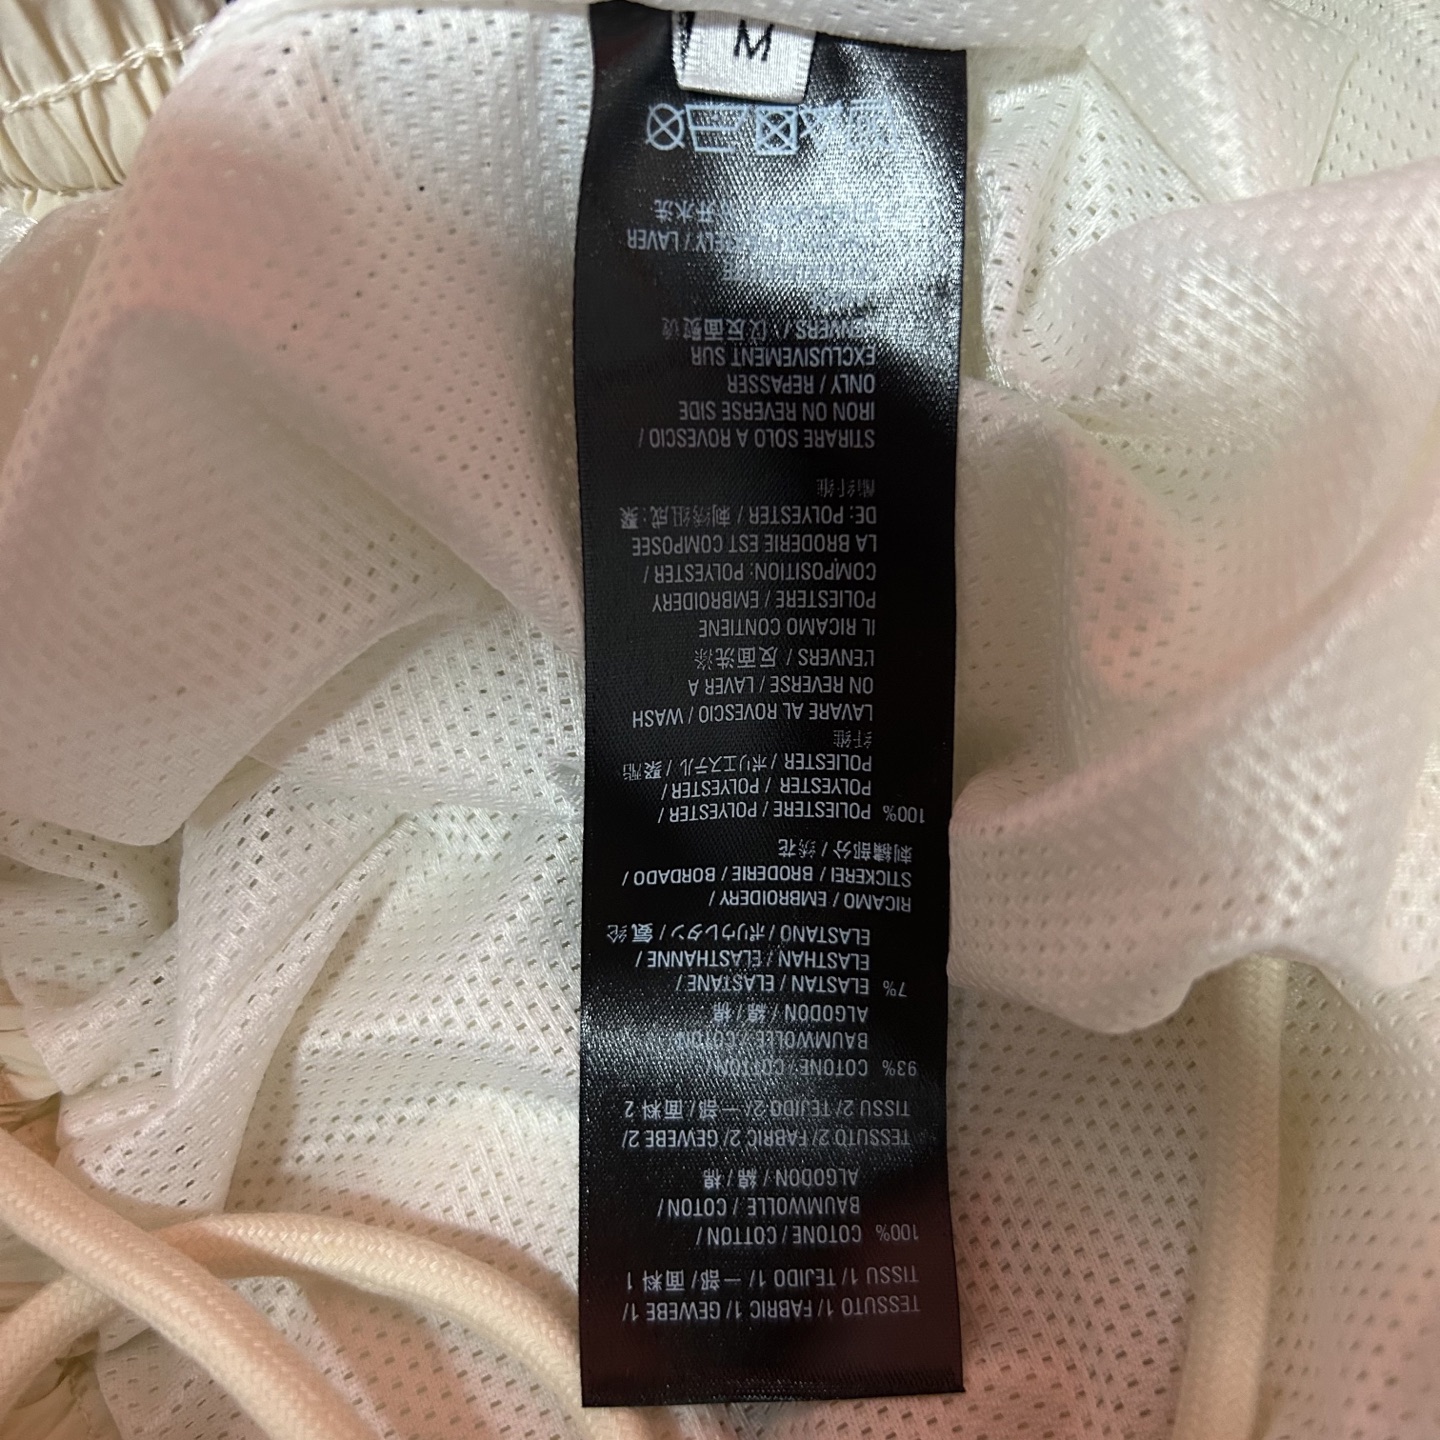 TESSUTO 1/ FABRIC 1/ GEWEBE 1/
TISSU 1/ TEJIDO 1/ 一部/ 面料 1
100% COTONE / COTTON /
BAUMWOLLE / COTON /
ALGODON / 綿 / 棉
TESSUTO 2/ FABRIC 2/ GEWEBE 2/
TISSU 2/ TEJIDO 2/ 一部/ 面料 2
93% COTONE / COTTON /
BAUMWOLLE / COTON /
ALGODON / 綿 / 棉
7% ELASTAN / ELASTANE /
ELASTHAN / ELASTHANNE /
ELASTANO / ポリウレタン / 氨纶
RICAMO / EMBROIDERY /
STICKEREI / BRODERIE / BORDADO /
刺繍部分 / 绣花
100% POLIESTERE / POLYESTER /
POLYESTER / POLYESTER /
POLIESTER / ポリエステル / 聚酯
纤维
LAVARE AL ROVESCIO / WASH
ON REVERSE / LAVER A
L'ENVERS / 反面洗涤
IL RICAMO CONTIENE
POLIESTERE / EMBROIDERY
COMPOSITION: POLYESTER /
LA BRODERIE EST COMPOSEE
DE: POLYESTER / 刺绣组成: 聚
酯纤维
STIRARE SOLO A ROVESCIO /
IRON ON REVERSE SIDE
ONLY / REPASSER
EXCLUSIVEMENT SUR
L'ENVERS / 仅反面熨烫
/ LAVER
水洗
M